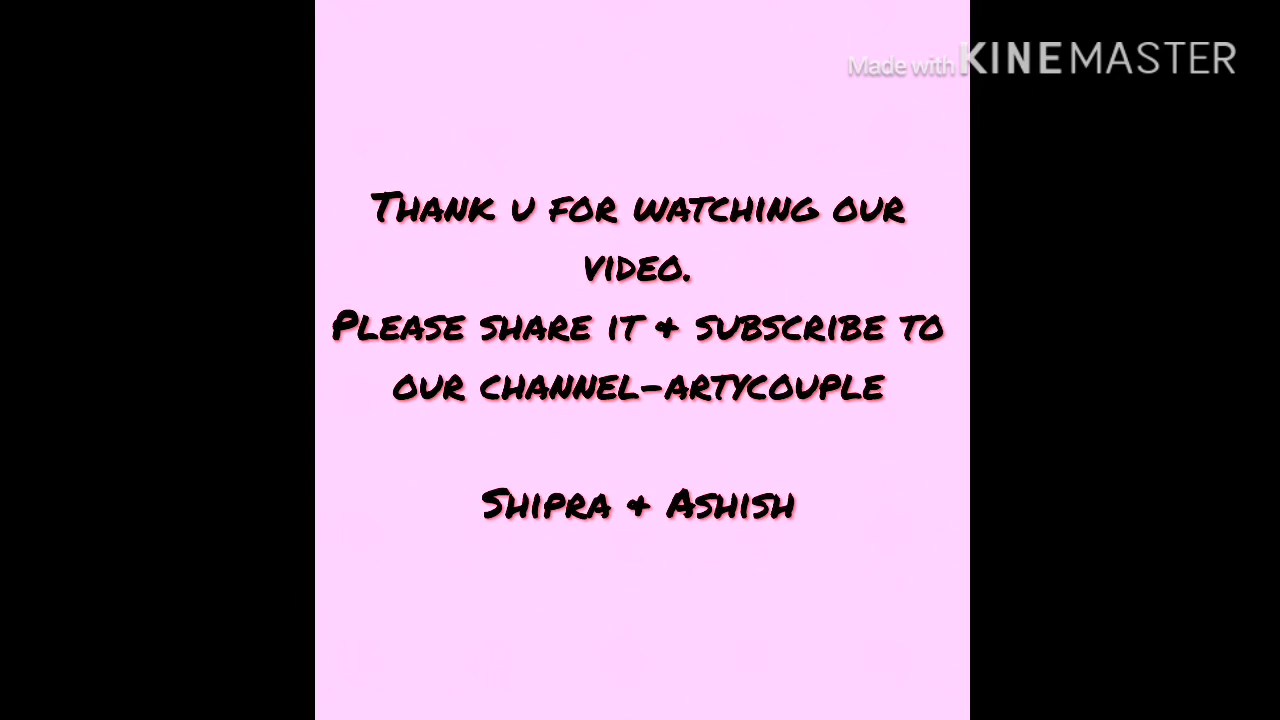 Made with KINEMASTER
Thank u for watching our
video.
Please share it & subscribe to
our channel-artycouple
Shipra & Ashish